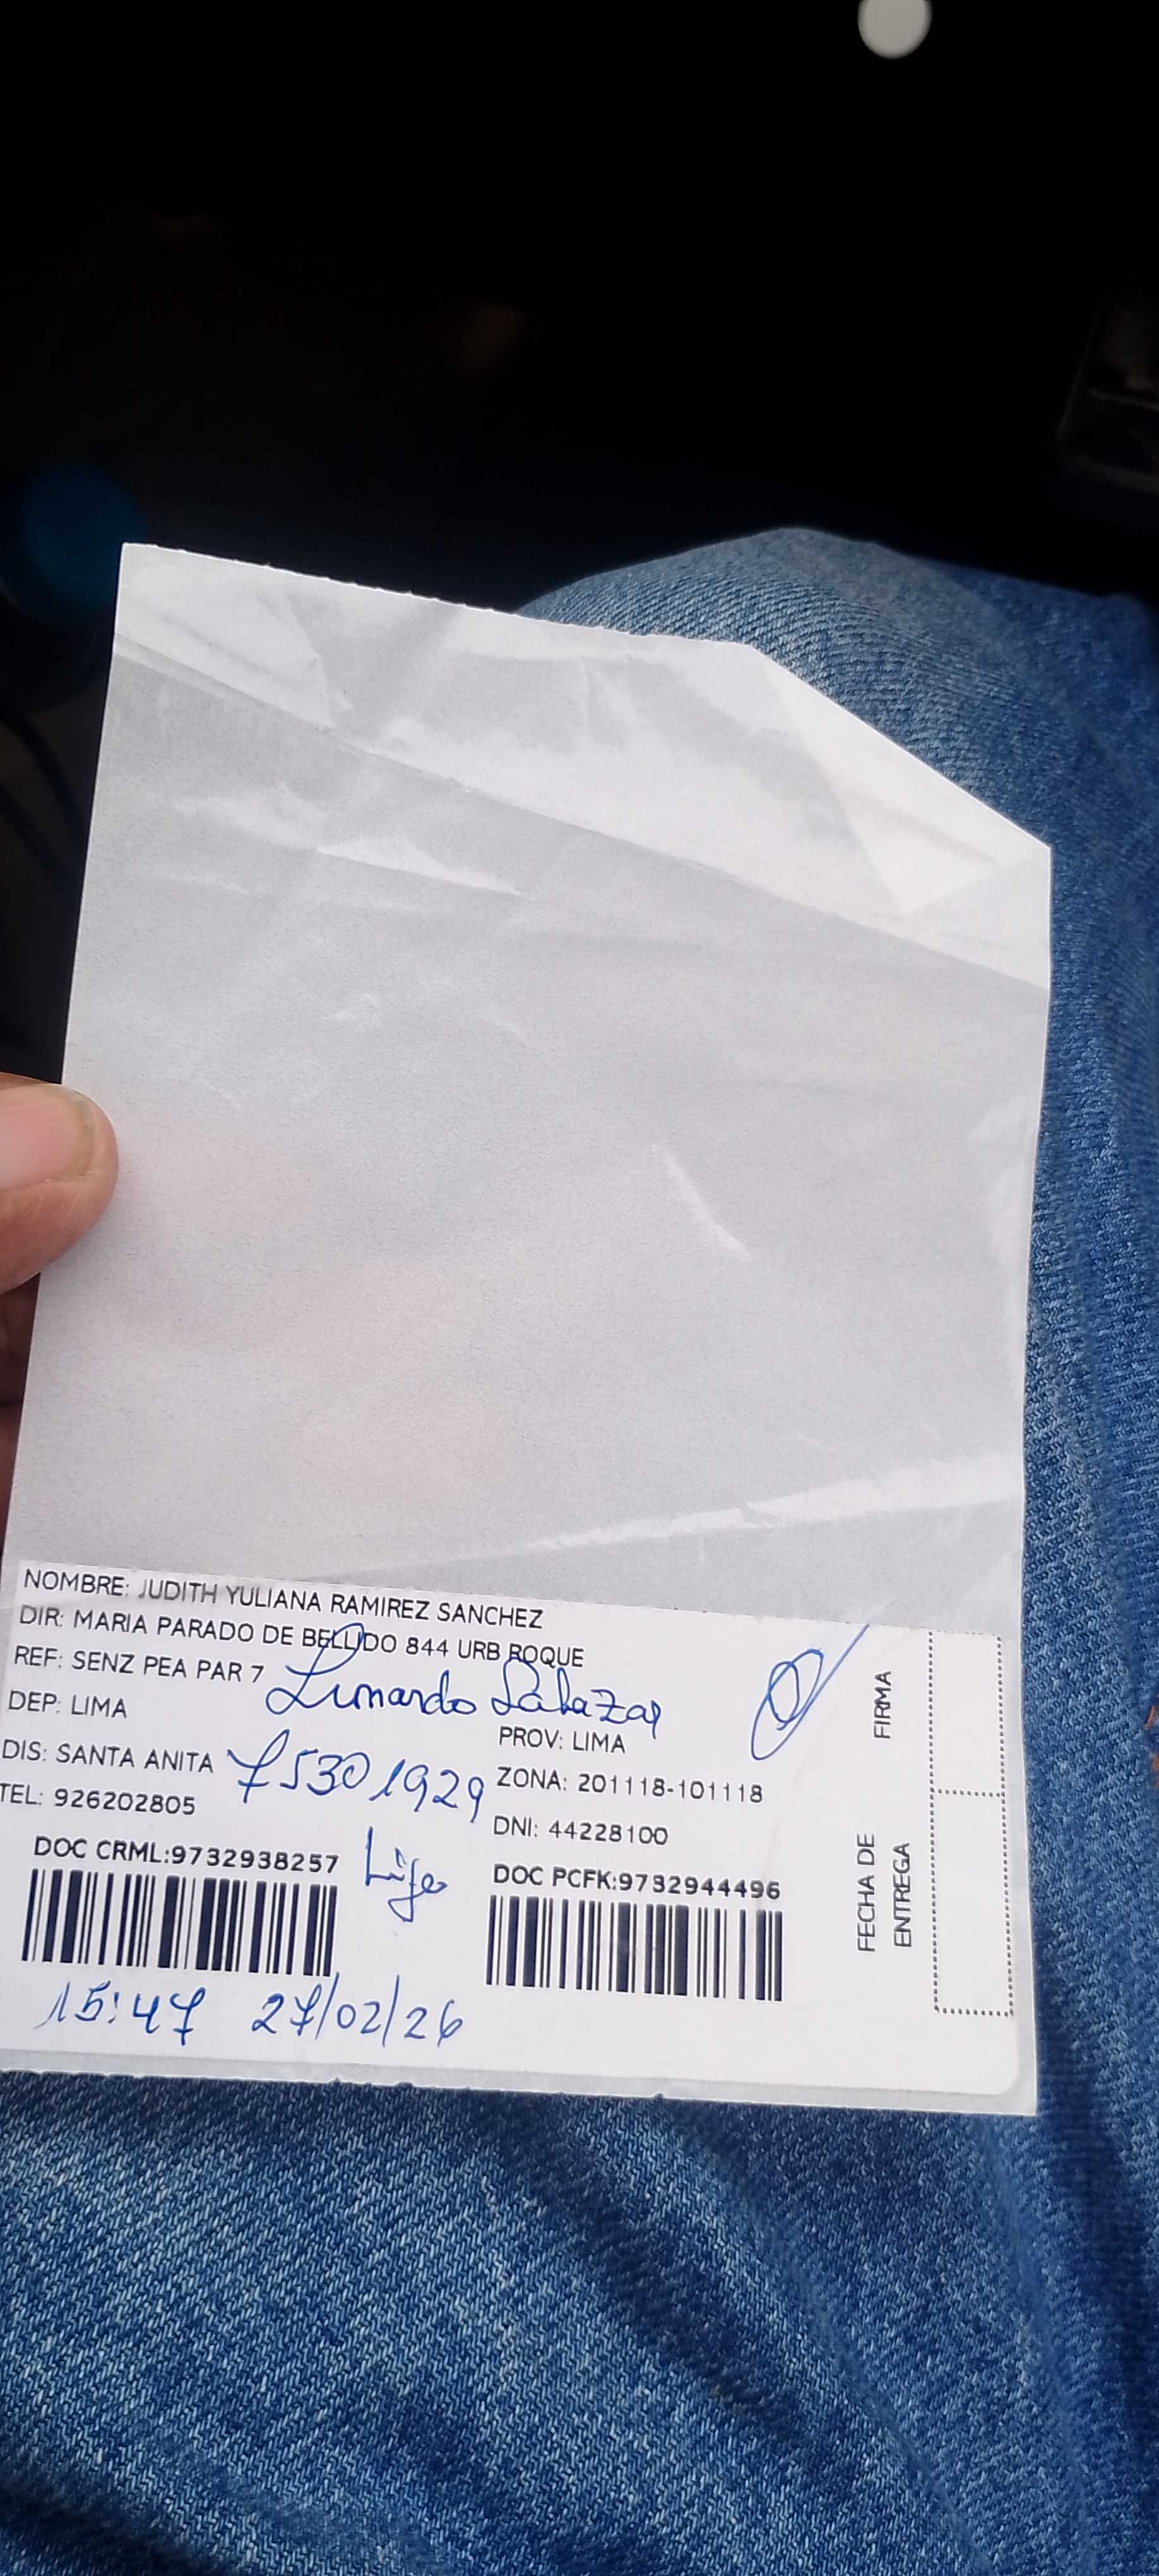 NOMBRE: JUDITH YULIANA RAMIREZ SANCHEZ
DIR: MARIA PARADO DE BELLIDO 844 URB ROQUE
REF: SENZ PEA PAR 7
Lunardo Salazar
DEP: LIMA
PROV: LIMA
DIS: SANTA ANITA
75301929
ZONA: 201118-101118
TEL: 926202805
DNI: 44228100
DOC CRML:9732938257
DOC PCFK:9732944496
15:47 27/02/26
FIRMA
FECHA DE
ENTREGA